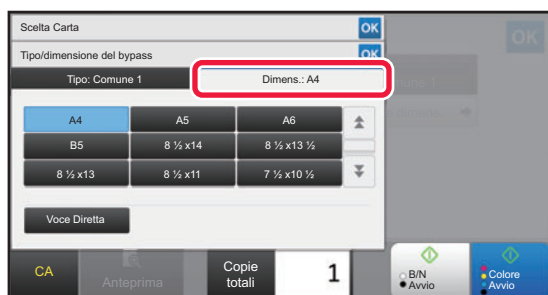 Scelta Carta
OK
OK
Tipo/dimensione del bypass
OK
Tipo: Comune 1
Dimens.: A4
A4
A5
A6
B5
8 ½ x14
8 ½ x13 ½
8 ½ x13
8 ½ x11
7 ½ x10 ½
Voce Diretta
CA
Anteprima
Copie
totali
1
B/N
Avvio
Colore
Avvio